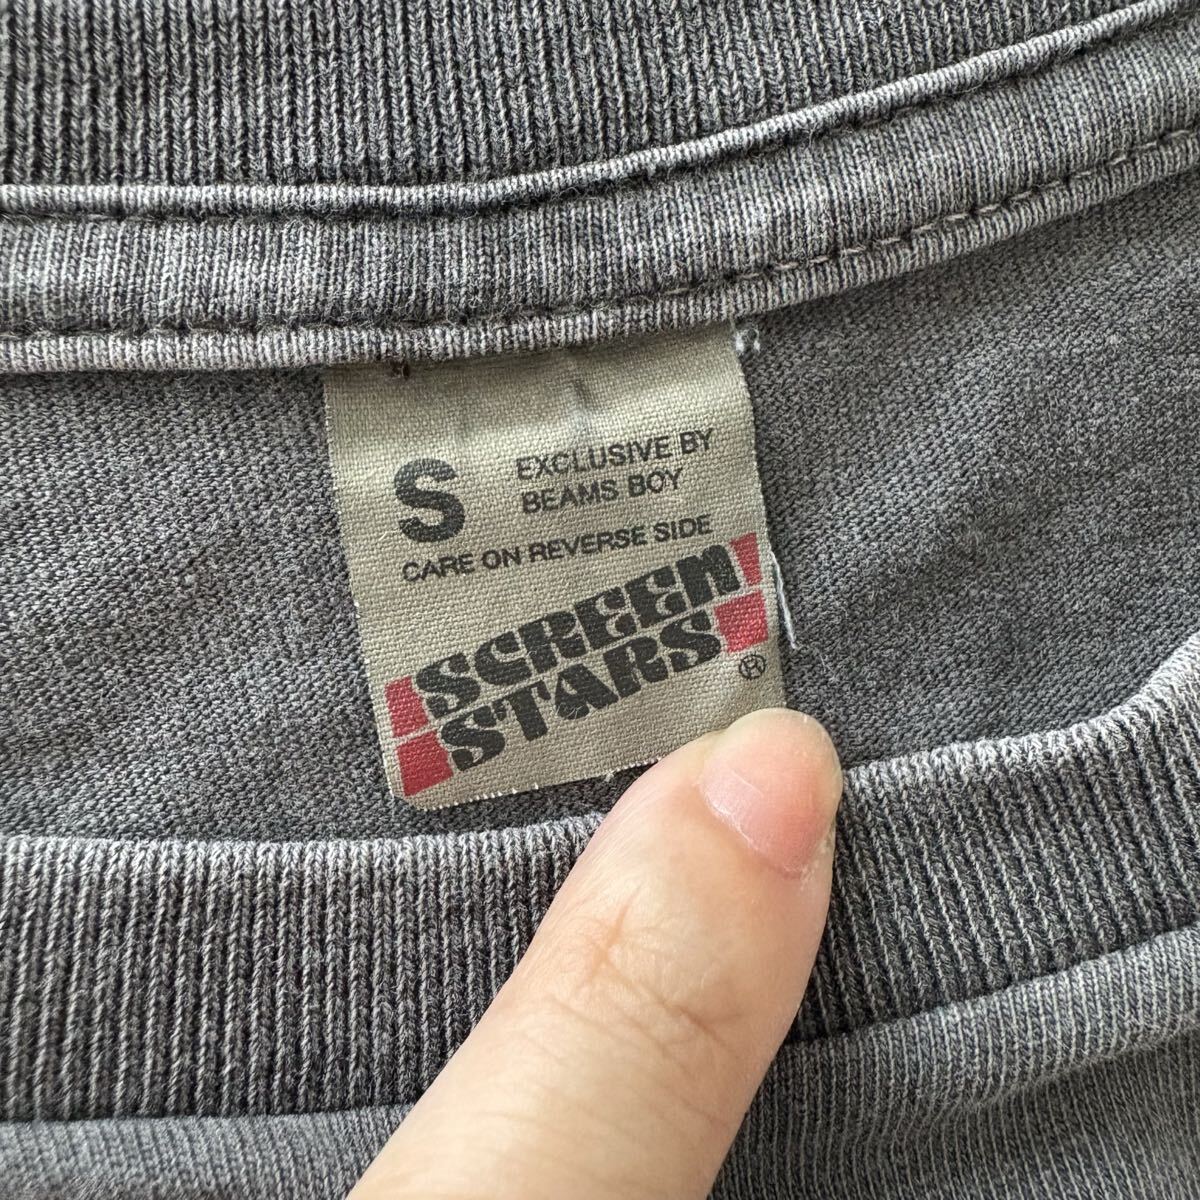 S
EXCLUSIVE BY
BEAMS BOY
CARE ON REVERSE SIDE
SCREEN
STARS
®